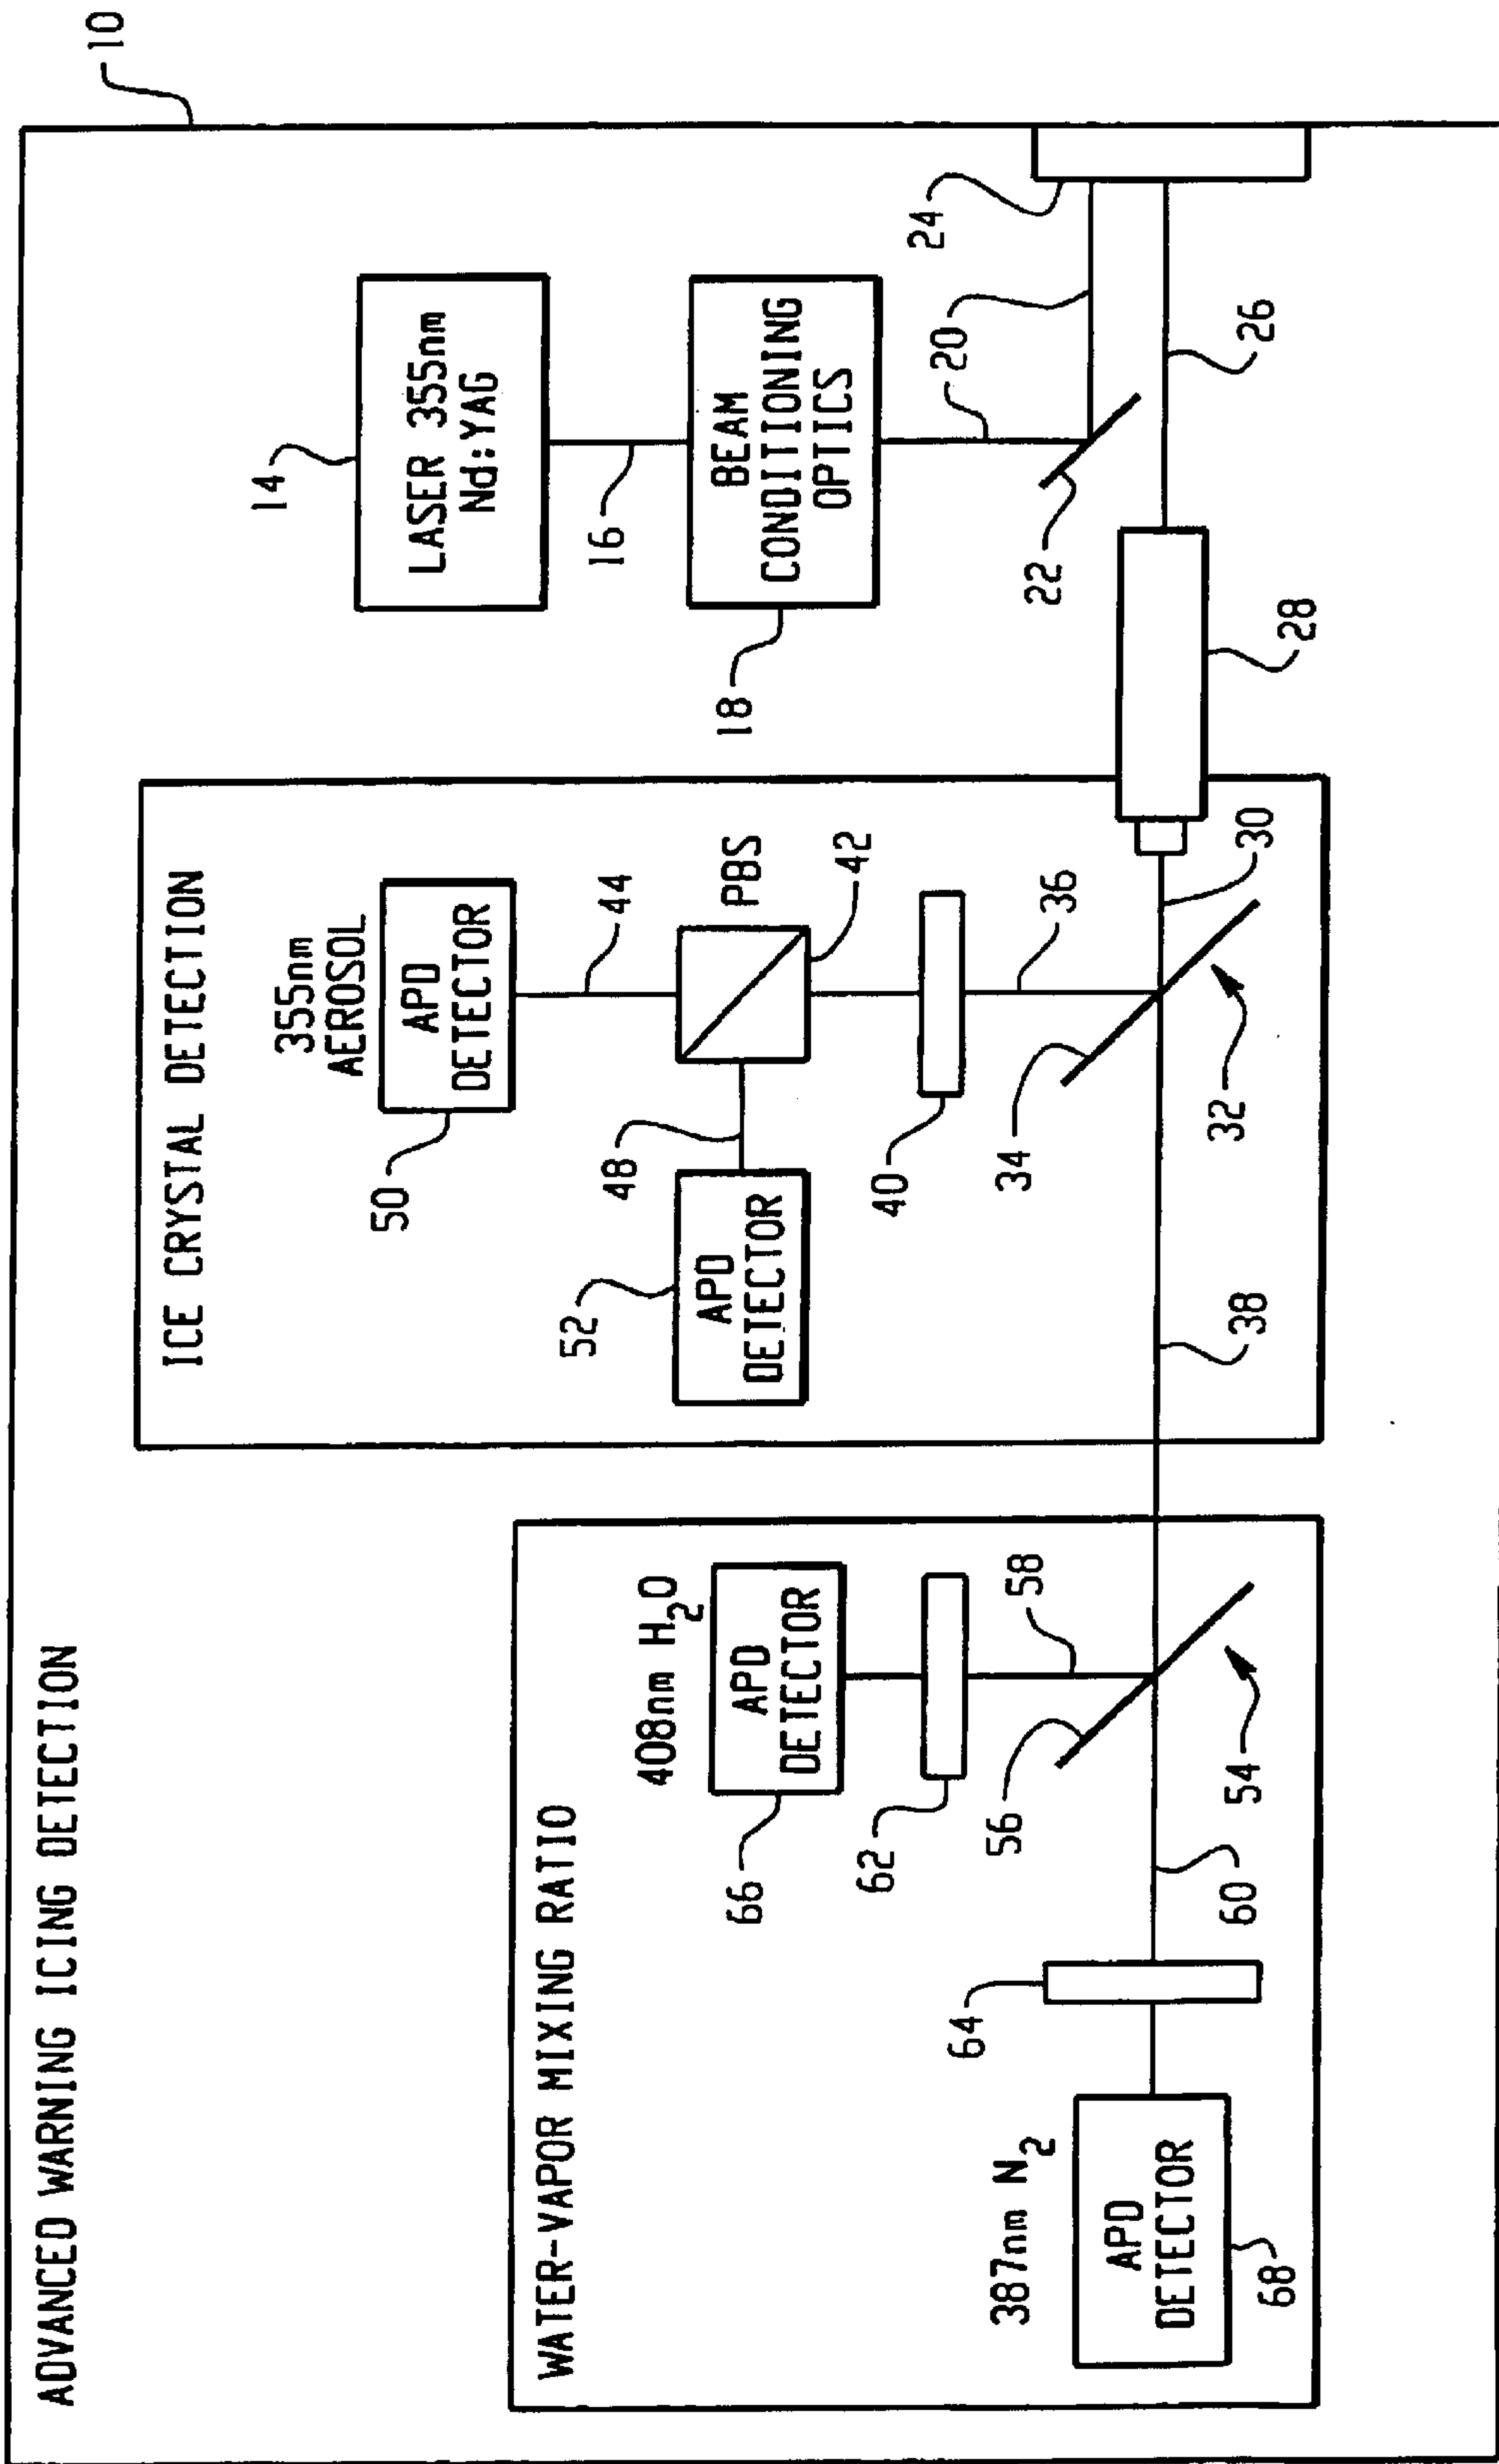 ADVANCED WARNING ICING DETECTION
10
WATER-VAPOR MIXING RATIO
387nm N2
APD
DETECTOR
68
64
60
408nm H2O
APD
DETECTOR
66
62
58
56
54
ICE CRYSTAL DETECTION
355nm
AEROSOL
APD
DETECTOR
50
44
PBS
42
48
APD
DETECTOR
52
40
36
34
32
30
38
14
LASER 355nm
Nd:YAG
16
BEAM
CONDITIONING
OPTICS
18
20
22
24
26
28